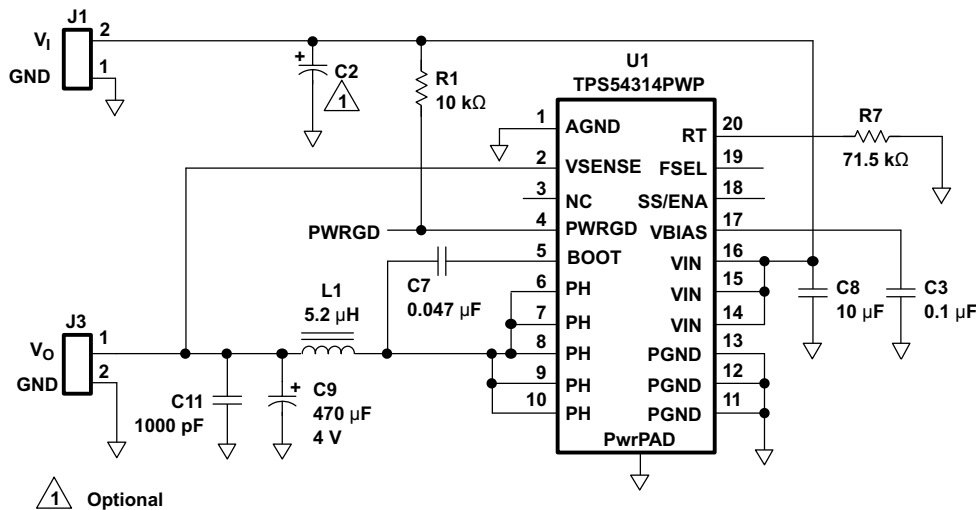 J1
VI
2
GND
1
+
C2
1
R1
10 kΩ
U1
TPS54314PWP
1
AGND
2
VSENSE
3
NC
PWRGD
4
PWRGD
5
BOOT
6
PH
7
PH
8
PH
9
PH
10
PH
20
RT
19
FSEL
18
SS/ENA
17
VBIAS
16
VIN
15
VIN
14
VIN
13
PGND
12
PGND
11
PGND
PwrPAD
R7
71.5 kΩ
C8
10 μF
C3
0.1 μF
C7
0.047 μF
L1
5.2 μH
J3
VO
1
GND
2
C11
1000 pF
+
C9
470 μF
4 V
1
Optional